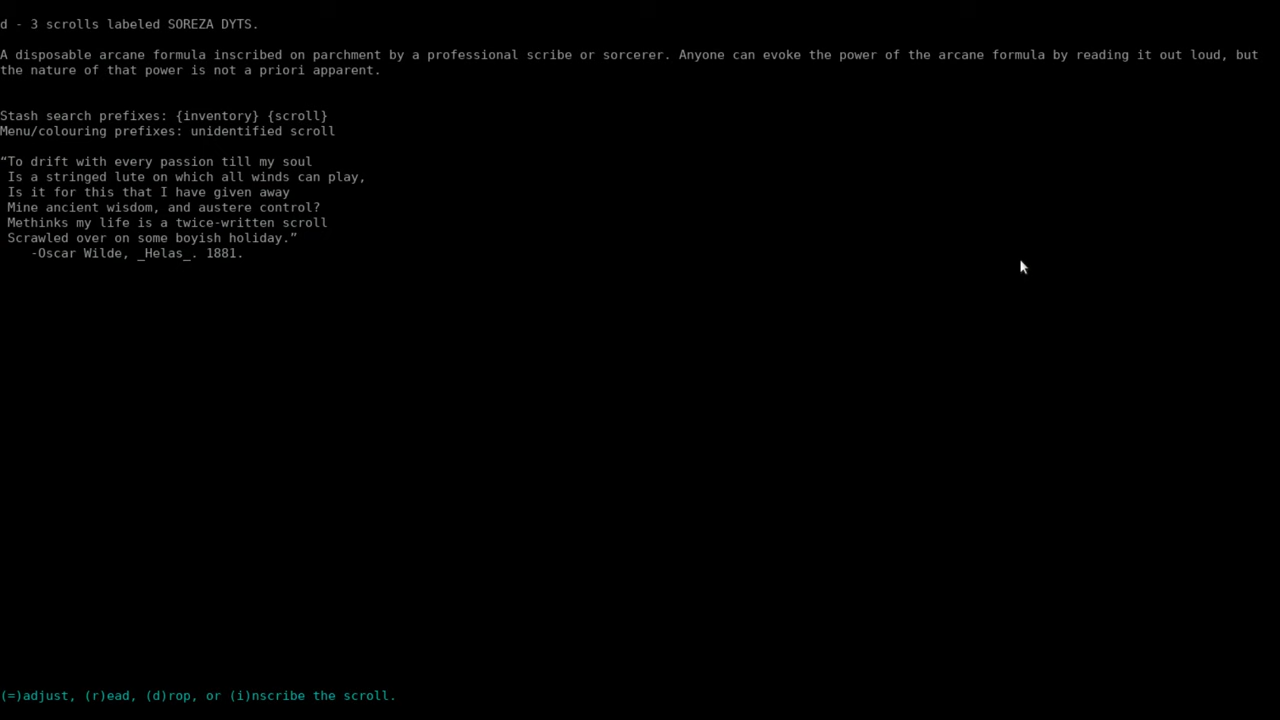 d - 3 scrolls labeled SOREZA DYTS.
A disposable arcane formula inscribed on parchment by a professional scribe or sorcerer. Anyone can evoke the power of the arcane formula by reading it out loud, but
the nature of that power is not a priori apparent.
Stash search prefixes: {inventory} {scroll}
Menu/colouring prefixes: unidentified scroll
“To drift with every passion till my soul
Is a stringed lute on which all winds can play,
Is it for this that I have given away
Mine ancient wisdom, and austere control?
Methinks my life is a twice-written scroll
Scrawled over on some boyish holiday.”
-Oscar Wilde, _Helas_. 1881.
(=)adjust, (r)ead, (d)rop, or (i)nscribe the scroll.